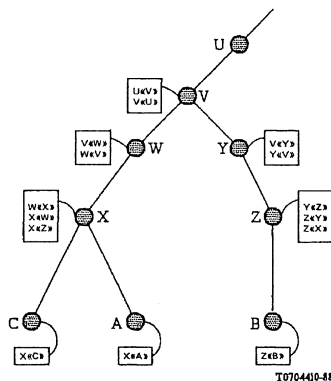 U
U«V»
V«U»
V
V«W»
W«V»
W
Y
V«Y»
Y«V»
W«X»
X«W»
X«Z»
X
Z
Y«Z»
Z«Y»
Z«X»
C
A
B
X«C»
X«A»
Z«B»
T0704410-88